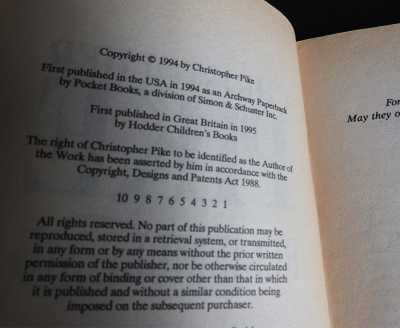 Copyright © 1994 by Christopher Pike
First published in the USA in 1994 as an Archway Paperback
by Pocket Books, a division of Simon & Schuster Inc.
First published in Great Britain in 1995
by Hodder Children's Books
The right of Christopher Pike to be identified as the Author of
the Work has been asserted by him in accordance with the
Copyright, Designs and Patents Act 1988.
10 9 8 7 6 5 4 3 2 1
All rights reserved. No part of this publication may be
reproduced, stored in a retrieval system, or transmitted,
in any form or by any means without the prior written
permission of the publisher, nor be otherwise circulated
in any form of binding or cover other than that in which
it is published and without a similar condition being
imposed on the subsequent purchaser.
May they